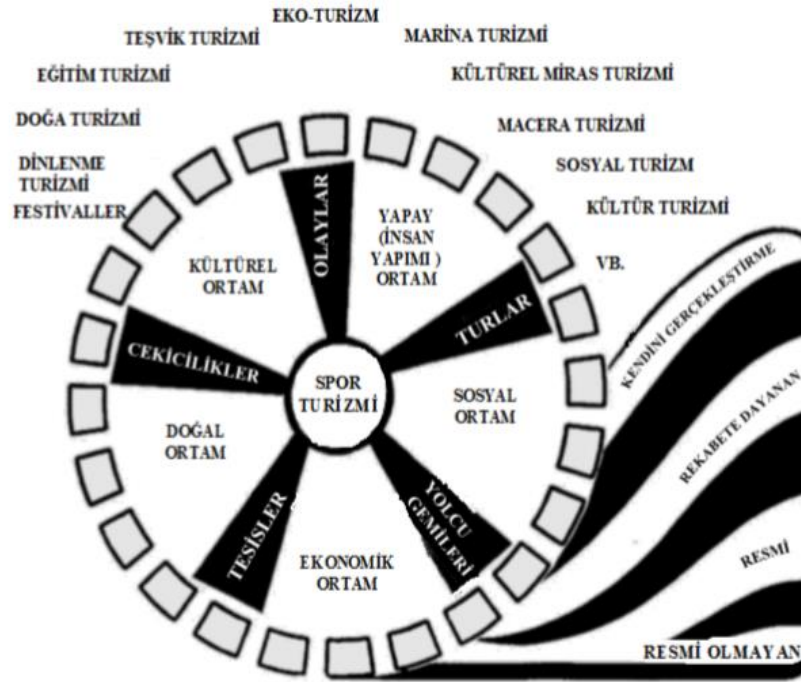 EKO-TURİZM
TEŞVİK TURİZMİ
MARİNA TURİZMİ
EĞİTİM TURİZMİ
KÜLTÜREL MİRAS TURİZMİ
DOĞA TURİZMİ
MACERA TURİZMİ
DİNLENME
TURİZMİ
SOSYAL TURİZM
FESTİVALLER
KÜLTÜR TURİZMİ
VB.
OLAYLAR
YAPAY
(İNSAN
YAPIMI )
ORTAM
KÜLTÜREL
ORTAM
TURLAR
CEKİCİLİKLER
SPOR
TURİZMİ
SOSYAL
ORTAM
DOĞAL
ORTAM
YOLCU
GEMİLERİ
TESİSLER
EKONOMİK
ORTAM
KENDİNİ GERÇEKLEŞTİRME
REKABETE DAYANAN
RESMİ
RESMİ OLMAYAN